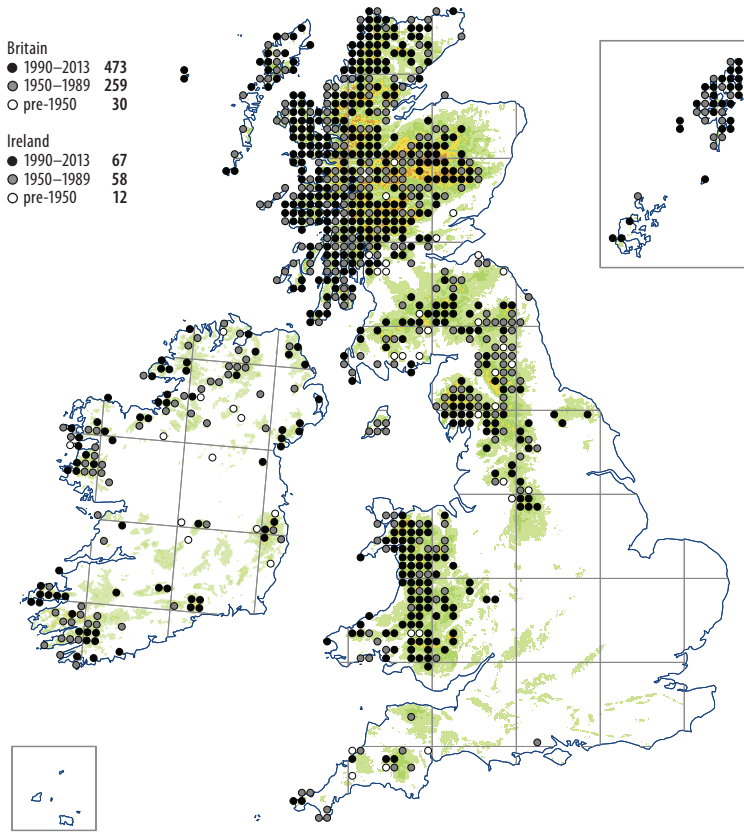 Britain
1990–2013 473
1950–1989 259
pre-1950 30
Ireland
1990–2013 67
1950–1989 58
pre-1950 12